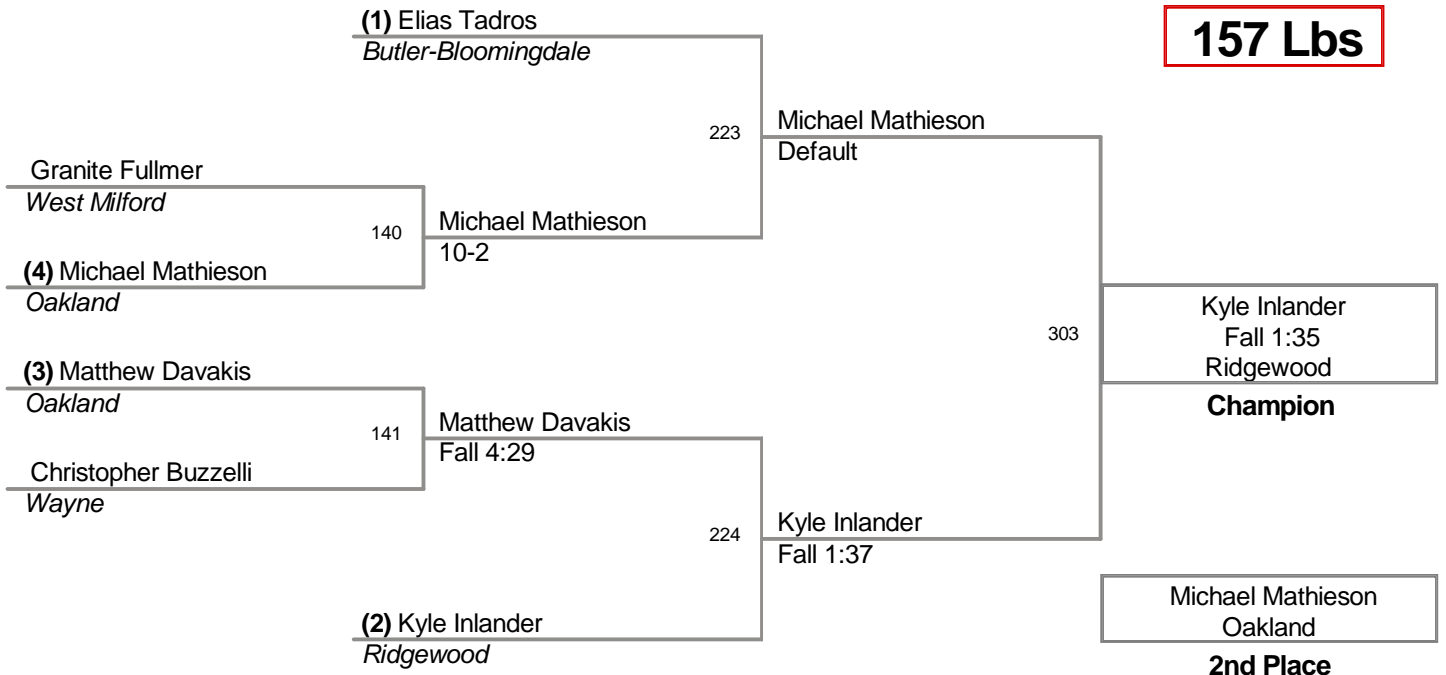 (1) Elias Tadros
Butler-Bloomingdale
157 Lbs
223
Michael Mathieson
Default
Granite Fullmer
West Milford
140
Michael Mathieson
10-2
(4) Michael Mathieson
Oakland
303
Kyle Inlander
Fall 1:35
Ridgewood
Champion
(3) Matthew Davakis
Oakland
141
Matthew Davakis
Fall 4:29
Christopher Buzzelli
Wayne
224
Kyle Inlander
Fall 1:37
(2) Kyle Inlander
Ridgewood
Michael Mathieson
Oakland
2nd Place